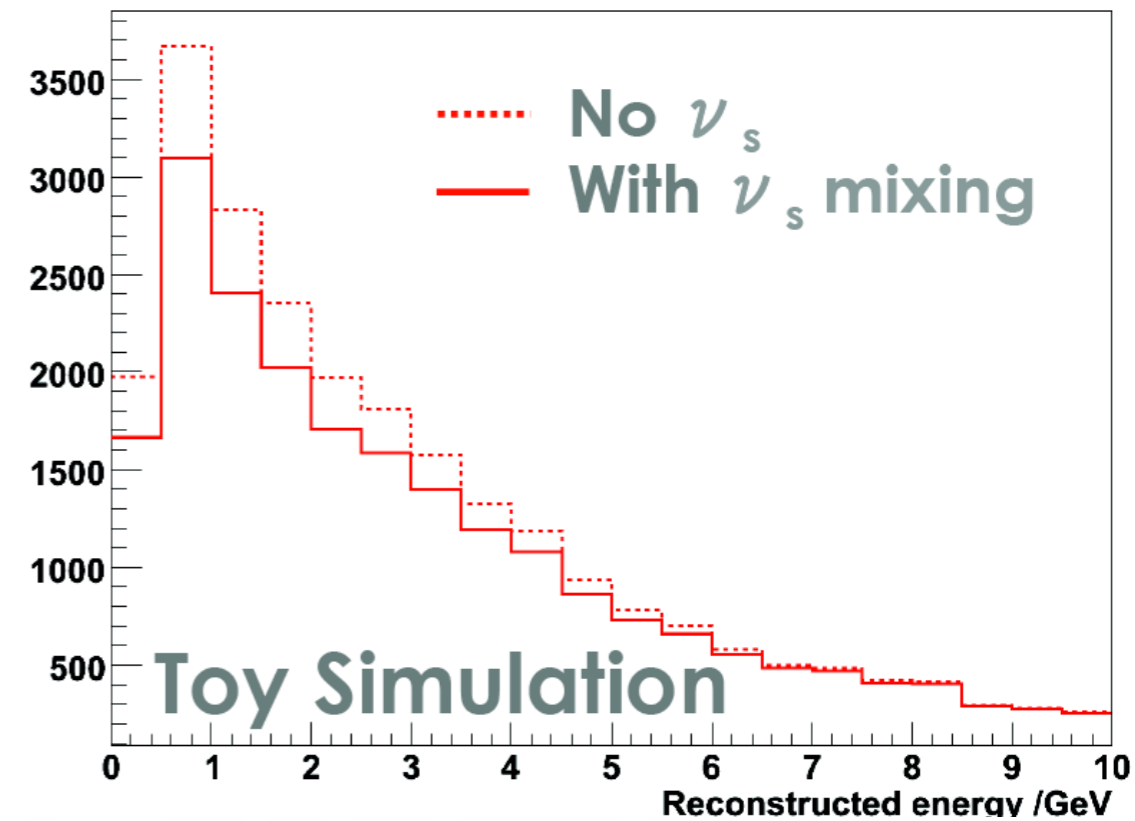 3500
3000
2500
2000
1500
1000
500
No ν s
With ν s mixing
Toy Simulation
0 1 2 3 4 5 6 7 8 9 10
Reconstructed energy /GeV